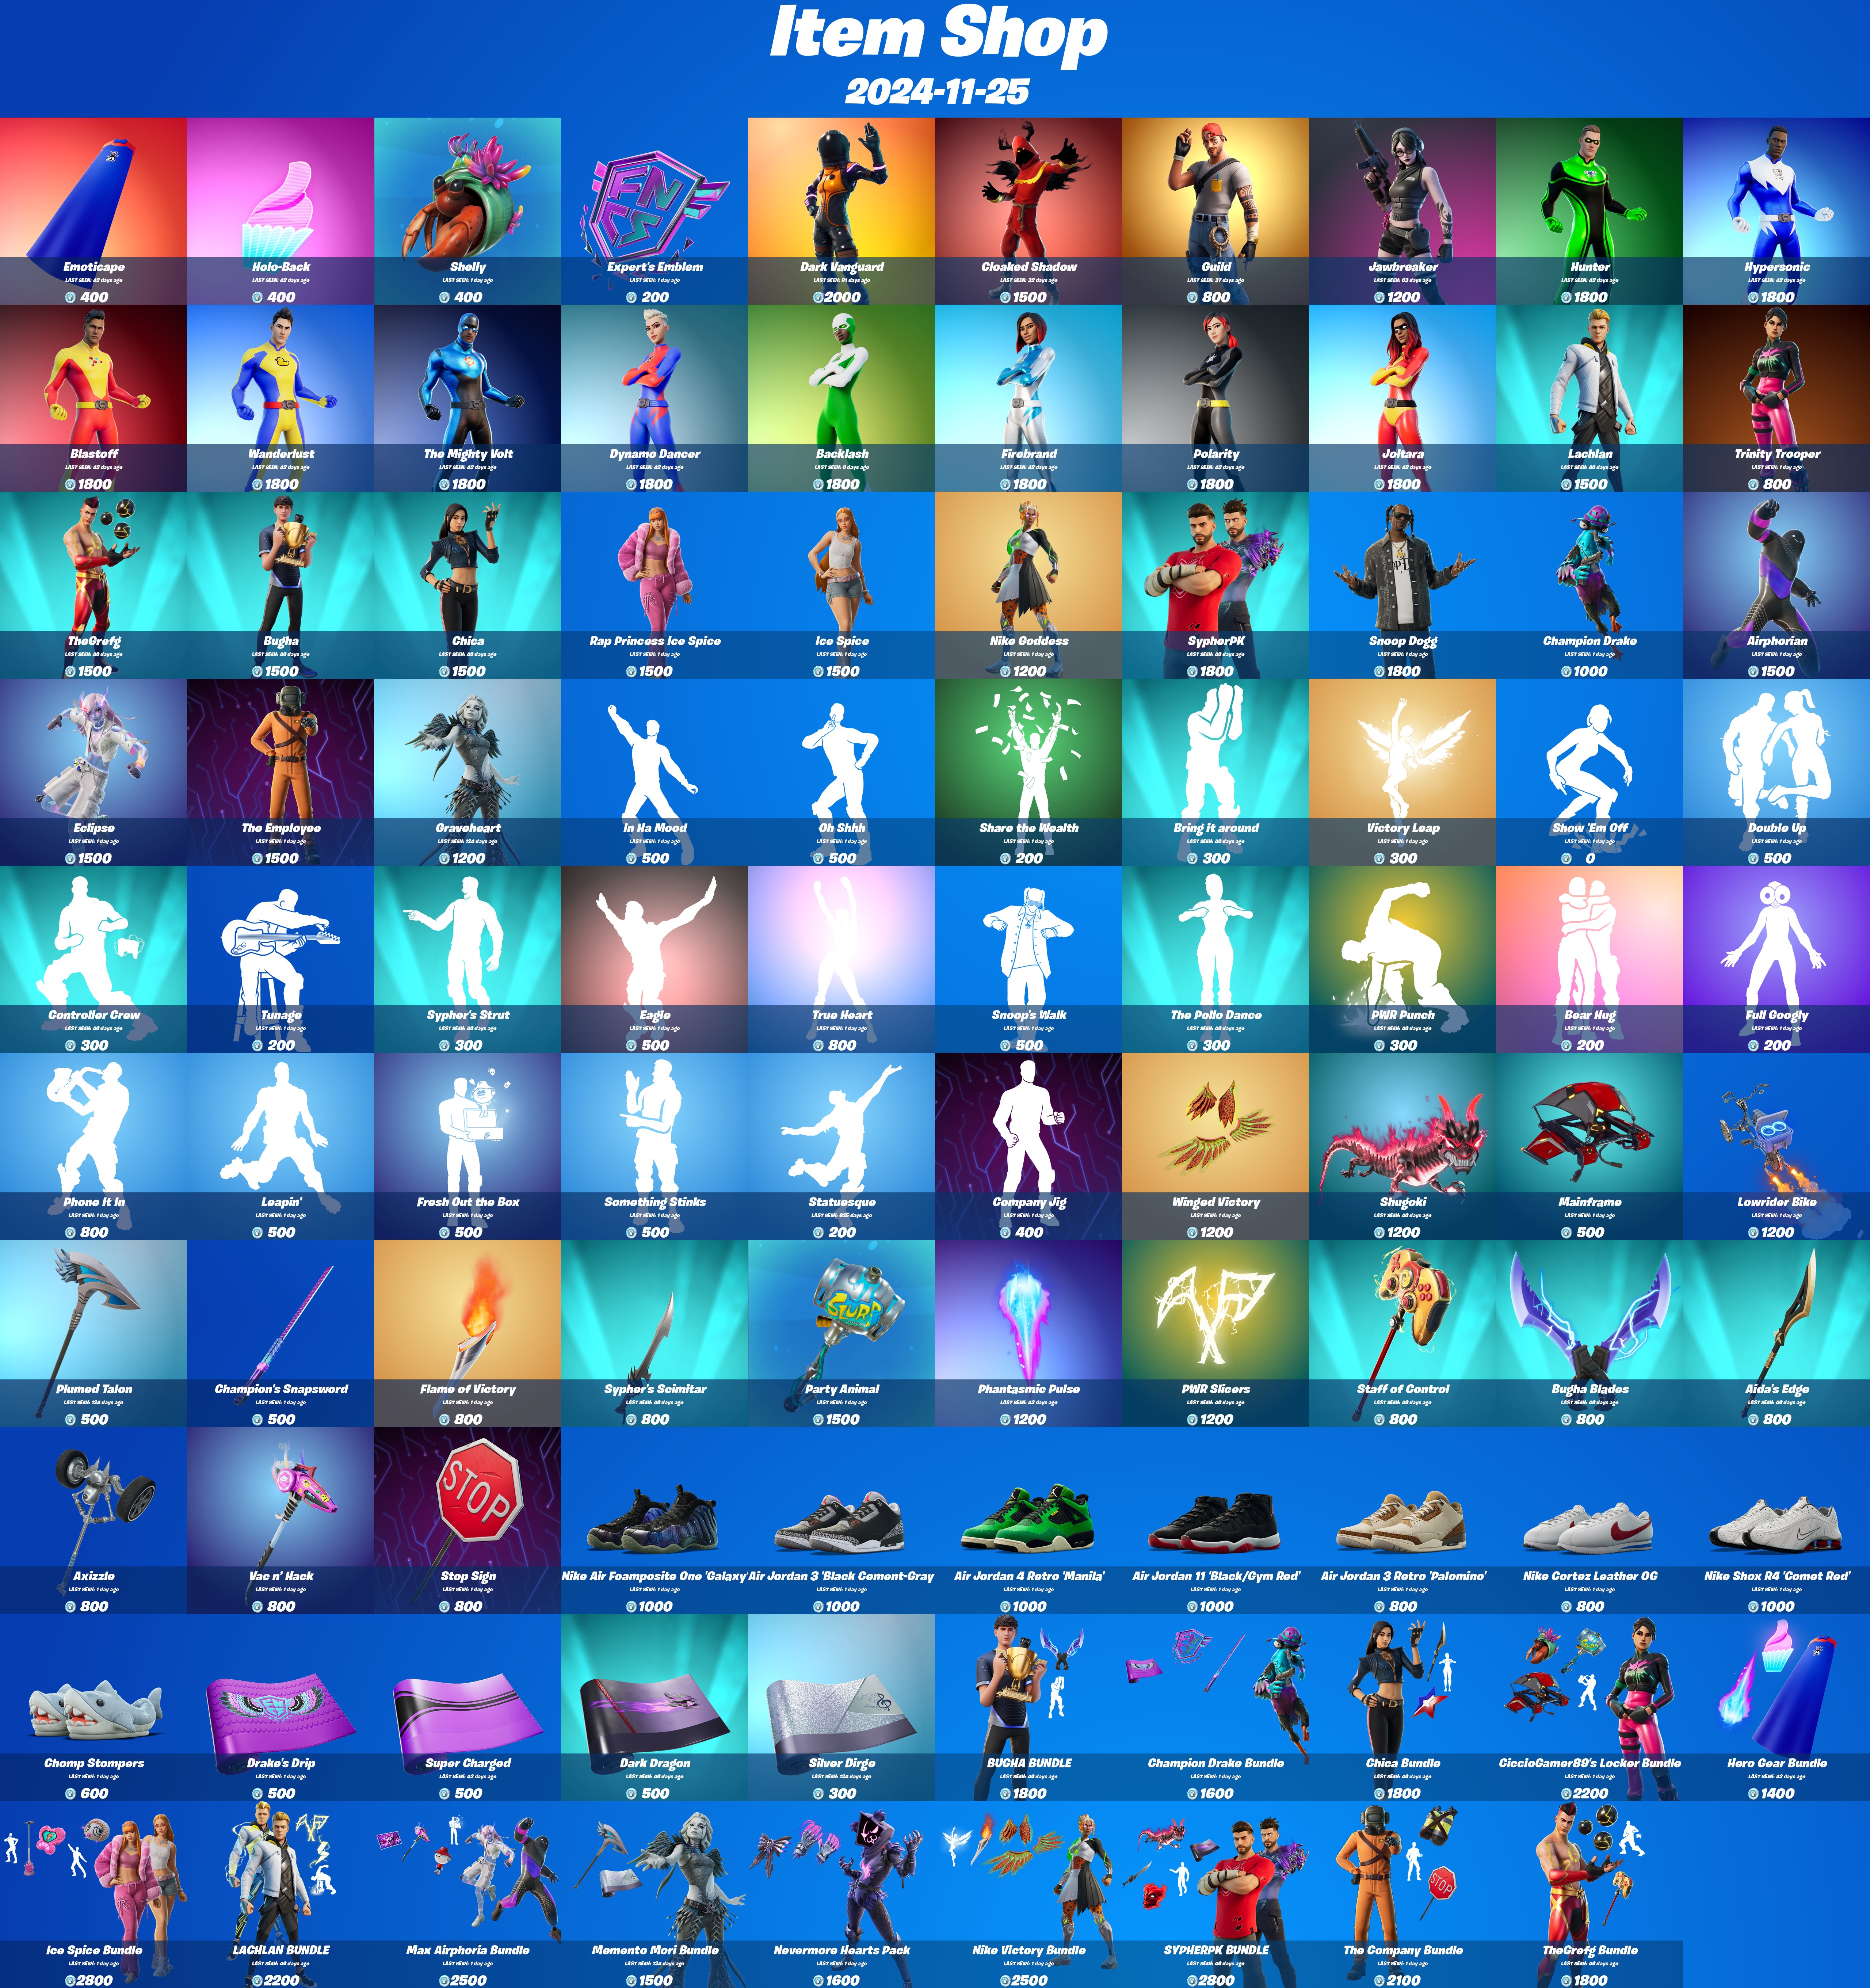 Item Shop
2024-11-25
Emoticape
LAST SEEN: 42 days ago
400
Holo-Back
LAST SEEN: 42 days ago
400
Shelly
LAST SEEN: 1 day ago
400
FNCS
Expert's Emblem
LAST SEEN: 1 day ago
200
Dark Vanguard
LAST SEEN: 91 days ago
2000
Cloaked Shadow
LAST SEEN: 32 days ago
1500
Guild
LAST SEEN: 37 days ago
800
Jawbreaker
LAST SEEN: 63 days ago
1200
Hunter
LAST SEEN: 42 days ago
1800
Hypersonic
LAST SEEN: 42 days ago
1800
Blastoff
LAST SEEN: 42 days ago
1800
Wanderlust
LAST SEEN: 42 days ago
1800
The Mighty Volt
LAST SEEN: 42 days ago
1800
Dynamo Dancer
LAST SEEN: 42 days ago
1800
Backlash
LAST SEEN: days ago
1800
Firebrand
LAST SEEN: 42 days ago
1800
Polarity
LAST SEEN: 42 days ago
1800
Joltara
LAST SEEN: 42 days ago
1800
Lachlan
LAST SEEN: 46 days ago
1500
Trinity Trooper
LAST SEEN: 1 day ago
800
TheGrefg
LAST SEEN: 46 days ago
1500
Bugha
LAST SEEN: 46 days ago
1500
Chica
LAST SEEN: 46 days ago
1500
Rap Princess Ice Spice
LAST SEEN: 1 day ago
1500
Ice Spice
LAST SEEN: 1 day ago
1500
Nike Goddess
LAST SEEN: 1 day ago
1200
SypherPK
LAST SEEN: 46 days ago
1800
Snoop Dogg
LAST SEEN: 1 day ago
1800
Champion Drake
LAST SEEN: 1 day ago
1000
Airphorian
LAST SEEN: 1 day ago
1500
Eclipse
LAST SEEN: 1 day ago
1500
The Employee
LAST SEEN: 1 day ago
1500
Graveheart
LAST SEEN: 124 days ago
1200
In Ha Mood
LAST SEEN: 1 day ago
500
Oh Shhh
LAST SEEN: 1 day ago
500
Share the Wealth
LAST SEEN: 1 day ago
200
Bring it around
LAST SEEN: 46 days ago
300
Victory Leap
LAST SEEN: 1 day ago
300
Show 'Em Off
LAST SEEN: 1 day ago
0
Double Up
LAST SEEN: 1 day ago
500
Controller Crew
LAST SEEN: 46 days ago
300
Tunage
LAST SEEN: 1 day ago
200
Sypher's Strut
LAST SEEN: 46 days ago
300
Eagle
LAST SEEN: 1 day ago
500
True Heart
LAST SEEN: 1 day ago
800
Snoop's Walk
LAST SEEN: 1 day ago
500
The Pollo Dance
LAST SEEN: 46 days ago
300
PWR Punch
LAST SEEN: 46 days ago
300
Bear Hug
LAST SEEN: 1 day ago
200
Full Googly
LAST SEEN: 1 day ago
200
Phone It In
LAST SEEN: 1 day ago
800
Leapin'
LAST SEEN: 1 day ago
500
Fresh Out the Box
LAST SEEN: 1 day ago
500
Something Stinks
LAST SEEN: 1 day ago
500
Statuesque
LAST SEEN: 625 days ago
200
Company Jig
LAST SEEN: 1 day ago
400
Winged Victory
LAST SEEN: 1 day ago
1200
Shugoki
LAST SEEN: 46 days ago
1200
Mainframe
LAST SEEN: 1 day ago
500
Lowrider Bike
LAST SEEN: 1 day ago
1200
Plumed Talon
LAST SEEN: 124 days ago
500
Champion's Snapsword
LAST SEEN: 1 day ago
500
Flame of Victory
LAST SEEN: 1 day ago
800
Sypher's Scimitar
LAST SEEN: 46 days ago
800
SLURP
Party Animal
LAST SEEN: 1 day ago
1500
Phantasmic Pulse
LAST SEEN: 42 days ago
1200
PWR Slicers
LAST SEEN: 46 days ago
1200
Staff of Control
LAST SEEN: 46 days ago
800
Bugha Blades
LAST SEEN: 46 days ago
800
Aida's Edge
LAST SEEN: 46 days ago
800
Axizzle
LAST SEEN: 1 day ago
800
Vac n' Hack
LAST SEEN: 1 day ago
800
STOP
Stop Sign
LAST SEEN: 1 day ago
800
Nike Air Foamposite One 'Galaxy'
LAST SEEN: 1 day ago
1000
Air Jordan 3 'Black Cement-Gray
LAST SEEN: 1 day ago
1000
Air Jordan 4 Retro 'Manila'
LAST SEEN: 1 day ago
1000
Air Jordan 11 'Black/Gym Red'
LAST SEEN: 1 day ago
1000
Air Jordan 3 Retro 'Palomino'
LAST SEEN: 1 day ago
800
Nike Cortez Leather OG
LAST SEEN: 1 day ago
800
Nike Shox R4 'Comet Red'
LAST SEEN: 1 day ago
1000
Chomp Stompers
LAST SEEN: 1 day ago
600
Drake's Drip
LAST SEEN: 1 day ago
500
Super Charged
LAST SEEN: 42 days ago
500
Dark Dragon
LAST SEEN: 46 days ago
500
Silver Dirge
LAST SEEN: 124 days ago
300
BUGHA BUNDLE
LAST SEEN: 46 days ago
1800
Champion Drake Bundle
LAST SEEN: 1 day ago
1600
Chica Bundle
LAST SEEN: 46 days ago
1800
CiccioGamer89's Locker Bundle
LAST SEEN: 1 day ago
2200
Hero Gear Bundle
LAST SEEN: 42 days ago
1400
Ice Spice Bundle
LAST SEEN: 1 day ago
2800
LACHLAN BUNDLE
LAST SEEN: 46 days ago
2200
Max Airphoria Bundle
LAST SEEN: 1 day ago
2500
Memento Mori Bundle
LAST SEEN: 124 days ago
1500
Nevermore Hearts Pack
LAST SEEN: 1 day ago
1600
Nike Victory Bundle
LAST SEEN: 1 day ago
2500
SYPHERPK BUNDLE
LAST SEEN: 46 days ago
2800
STOP
The Company Bundle
LAST SEEN: 1 day ago
2100
TheGrefg Bundle
LAST SEEN: 46 days ago
1800